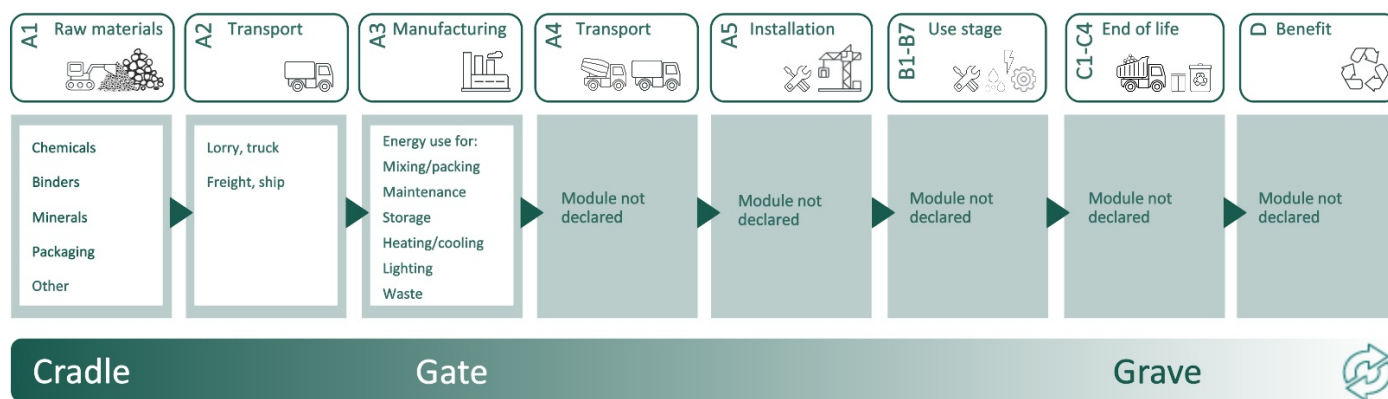 A1 Raw materials
A2 Transport
A3 Manufacturing
A4 Transport
A5 Installation
B1-B7 Use stage
C1-C4 End of life
D Benefit
Chemicals
Binders
Minerals
Packaging
Other
Lorry, truck
Freight, ship
Energy use for:
Mixing/packing
Maintenance
Storage
Heating/cooling
Lighting
Waste
Module not
declared
Module not
declared
Module not
declared
Module not
declared
Module not
declared
Cradle
Gate
Grave